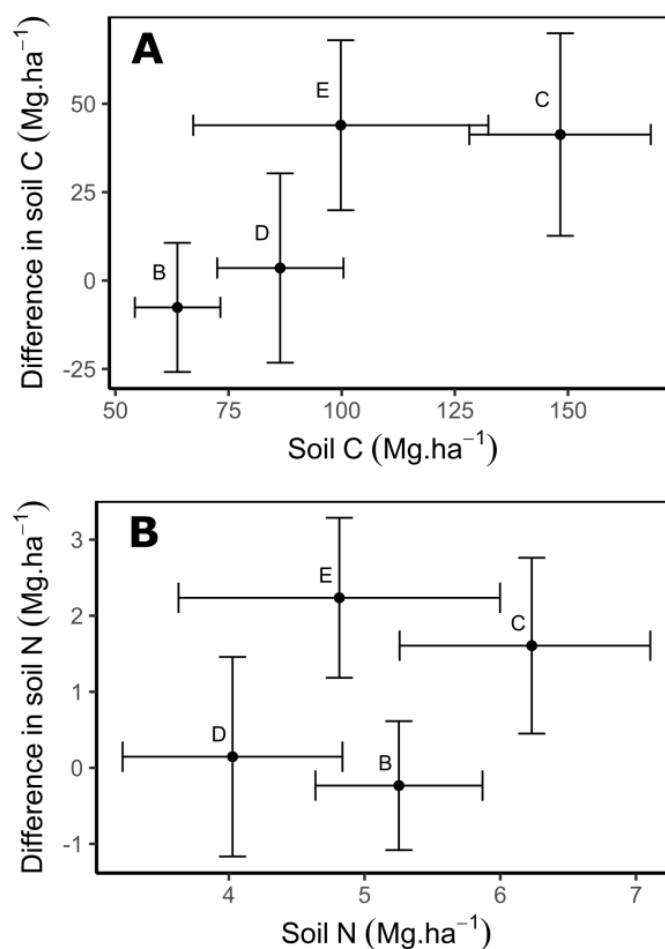 A
Difference in soil C (Mg.ha⁻¹)
50
25
0
-25
E
C
D
B
50
75
100
125
150
Soil C (Mg.ha⁻¹)
B
Difference in soil N (Mg.ha⁻¹)
3
2
1
0
-1
E
C
D
B
4
5
6
7
Soil N (Mg.ha⁻¹)